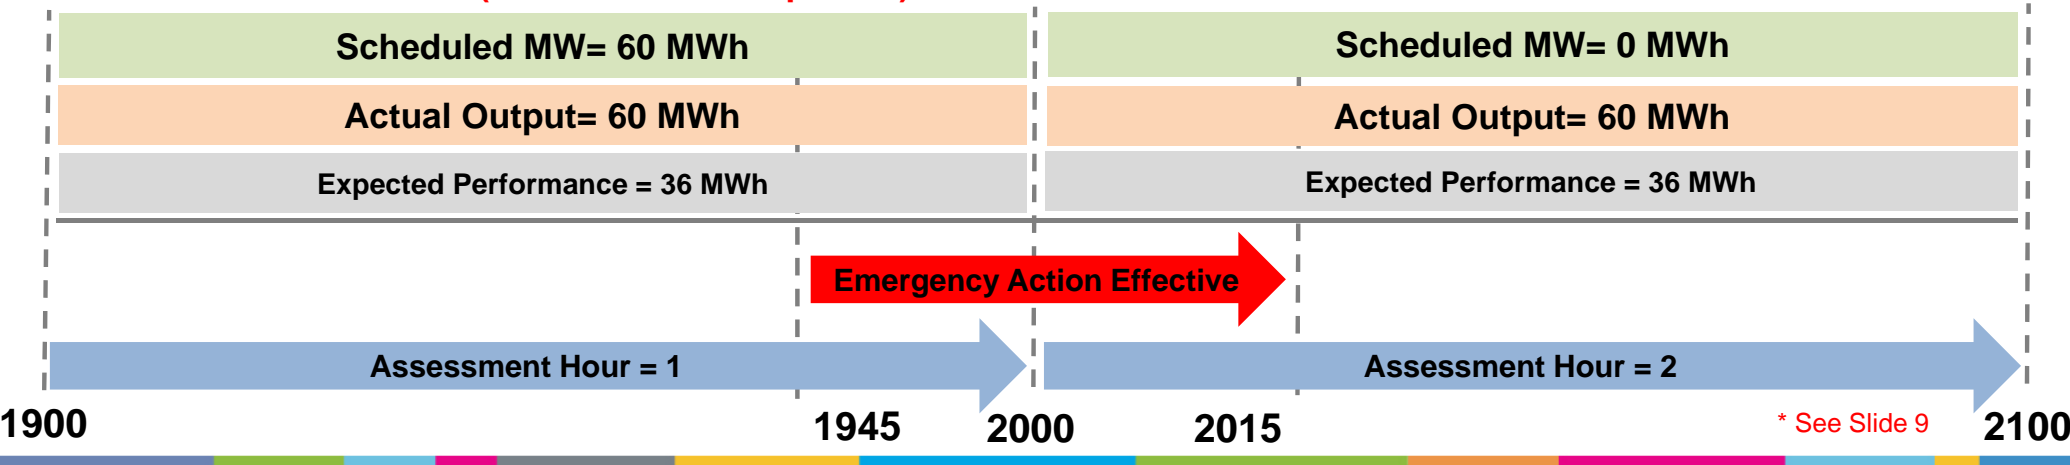 Scheduled MW= 60 MWh
Scheduled MW= 0 MWh
Actual Output= 60 MWh
Actual Output= 60 MWh
Expected Performance = 36 MWh
Expected Performance = 36 MWh
Emergency Action Effective
Assessment Hour = 1
Assessment Hour = 2
1900
1945
2000
2015
* See Slide 9
2100